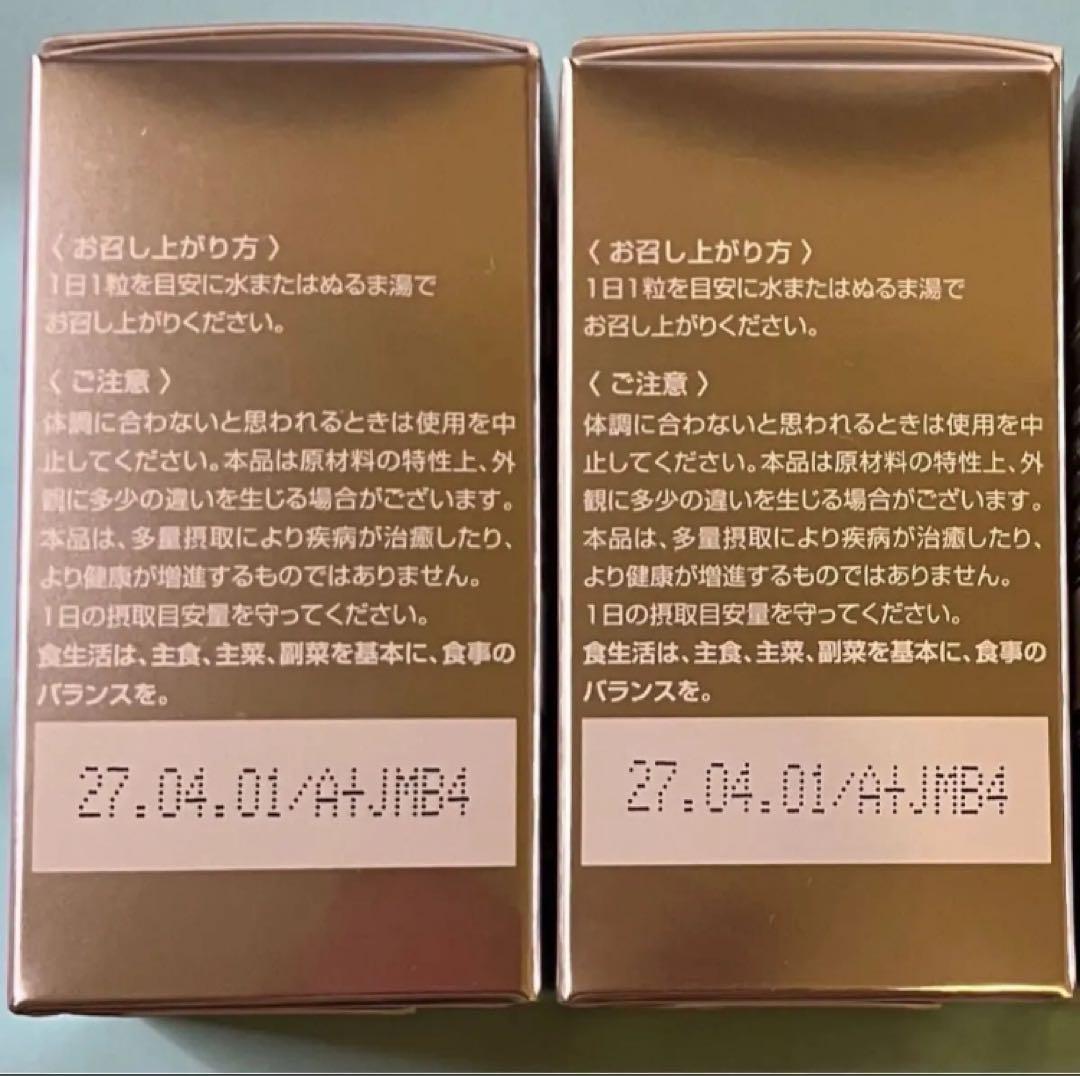 〈 お召し上がり方 〉
1日1粒を目安に水またはぬるま湯で
お召し上がりください。
〈 ご注意 〉
体調に合わないと思われるときは使用を中
止してください。本品は原材料の特性上、外
観に多少の違いを生じる場合がございます。
本品は、多量摂取により疾病が治癒したり、
より健康が増進するものではありません。
1日の摂取目安量を守ってください。
食生活は、主食、主菜、副菜を基本に、食事の
バランスを。
27.04.01/A+JMB4
〈 お召し上がり方 〉
1日1粒を目安に水またはぬるま湯で
お召し上がりください。
〈 ご注意 〉
体調に合わないと思われるときは使用を中
止してください。本品は原材料の特性上、外
観に多少の違いを生じる場合がございます。
本品は、多量摂取により疾病が治癒したり、
より健康が増進するものではありません。
1日の摂取目安量を守ってください。
食生活は、主食、主菜、副菜を基本に、食事の
バランスを。
27.04.01/A+JMB4